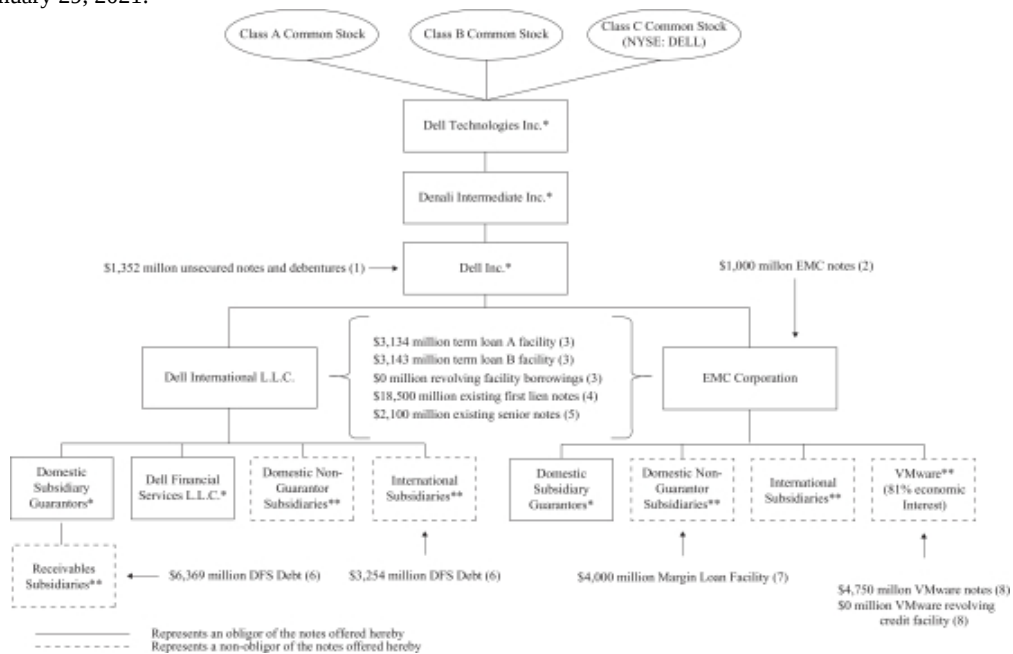 2021.
Class A Common Stock
Class B Common Stock
Class C Common Stock
(NYSE: DELL)
Dell Technologies Inc.*
Denali Intermediate Inc.*
$1,352 millon unsecured notes and debentures (1)
Dell Inc.*
$1,000 millon EMC notes (2)
Dell International L.L.C.
$3,134 million term loan A facility (3)
$3,143 million term loan B facility (3)
$0 million revolving facility borrowings (3)
$18,500 million existing first lien notes (4)
$2,100 million existing senior notes (5)
EMC Corporation
Domestic
Subsidiary
Guarantors*
Dell Financial
Services L.L.C.*
Domestic Non-
Guarantor
Subsidiaries**
International
Subsidiaries**
Domestic
Subsidiary
Guarantors*
Domestic Non-
Guarantor
Subsidiaries**
International
Subsidiaries**
VMware**
(81% economic
Interest)
Receivables
Subsidiaries**
$6,369 million DFS Debt (6)
$3,254 million DFS Debt (6)
$4,000 million Margin Loan Facility (7)
$4,750 millon VMware notes (8)
$0 million VMware revolving
credit facility (8)
Represents an obligor of the notes offered hereby
Represents a non-obligor of the notes offered hereby